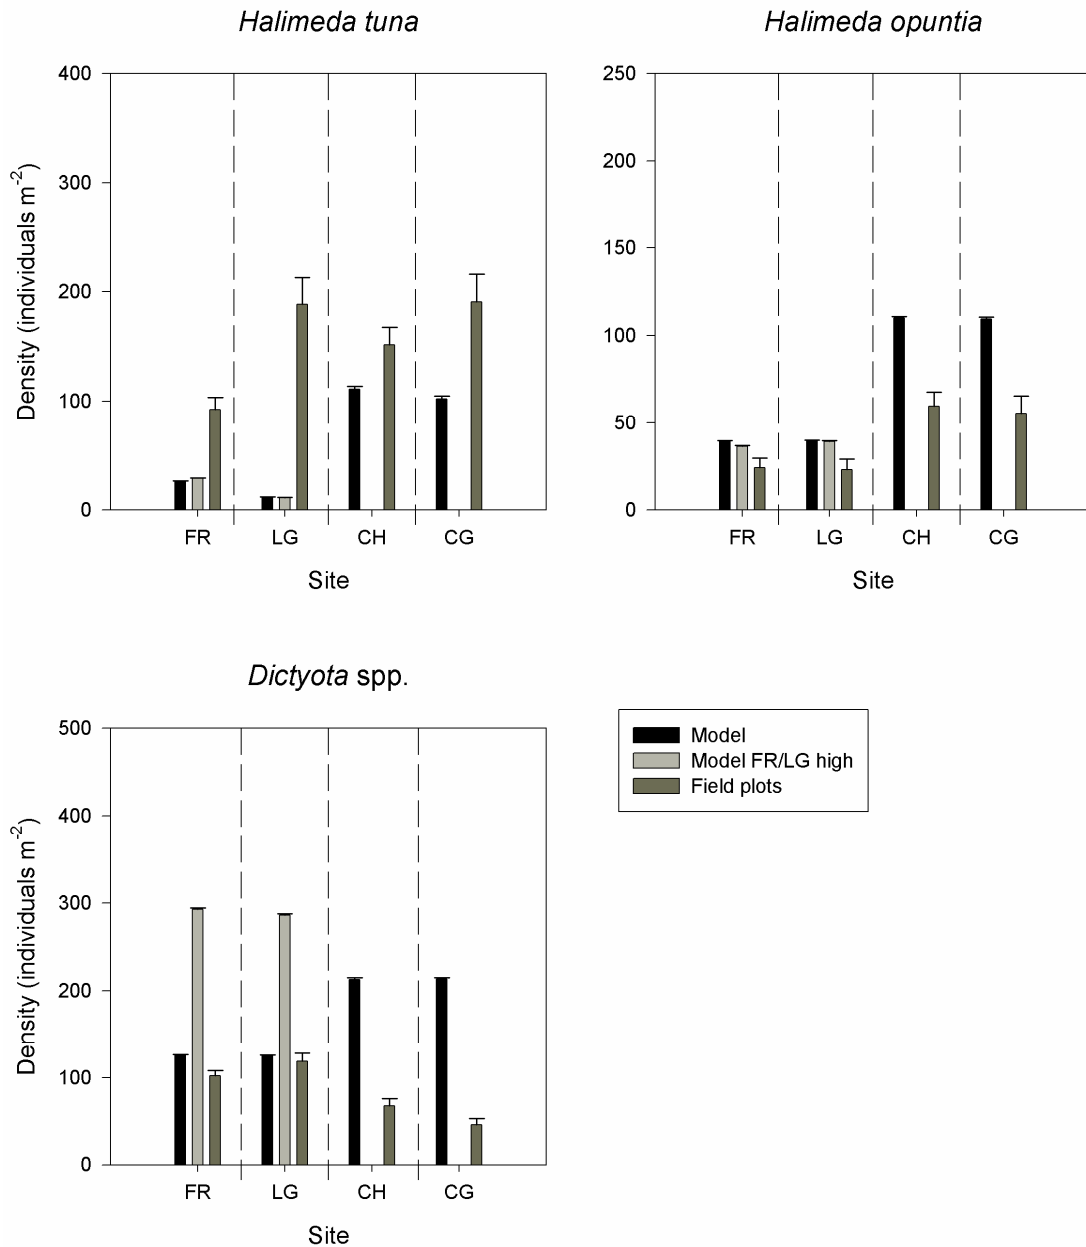 Halimeda tuna
400
300
200
100
0
Density (individuals m-2)
FR LG CH CG
Site
Halimeda opuntia
250
200
150
100
50
0
FR LG CH CG
Site
Dictyota spp.
500
400
300
200
100
0
Density (individuals m-2)
FR LG CH CG
Site
Model
Model FR/LG high
Field plots